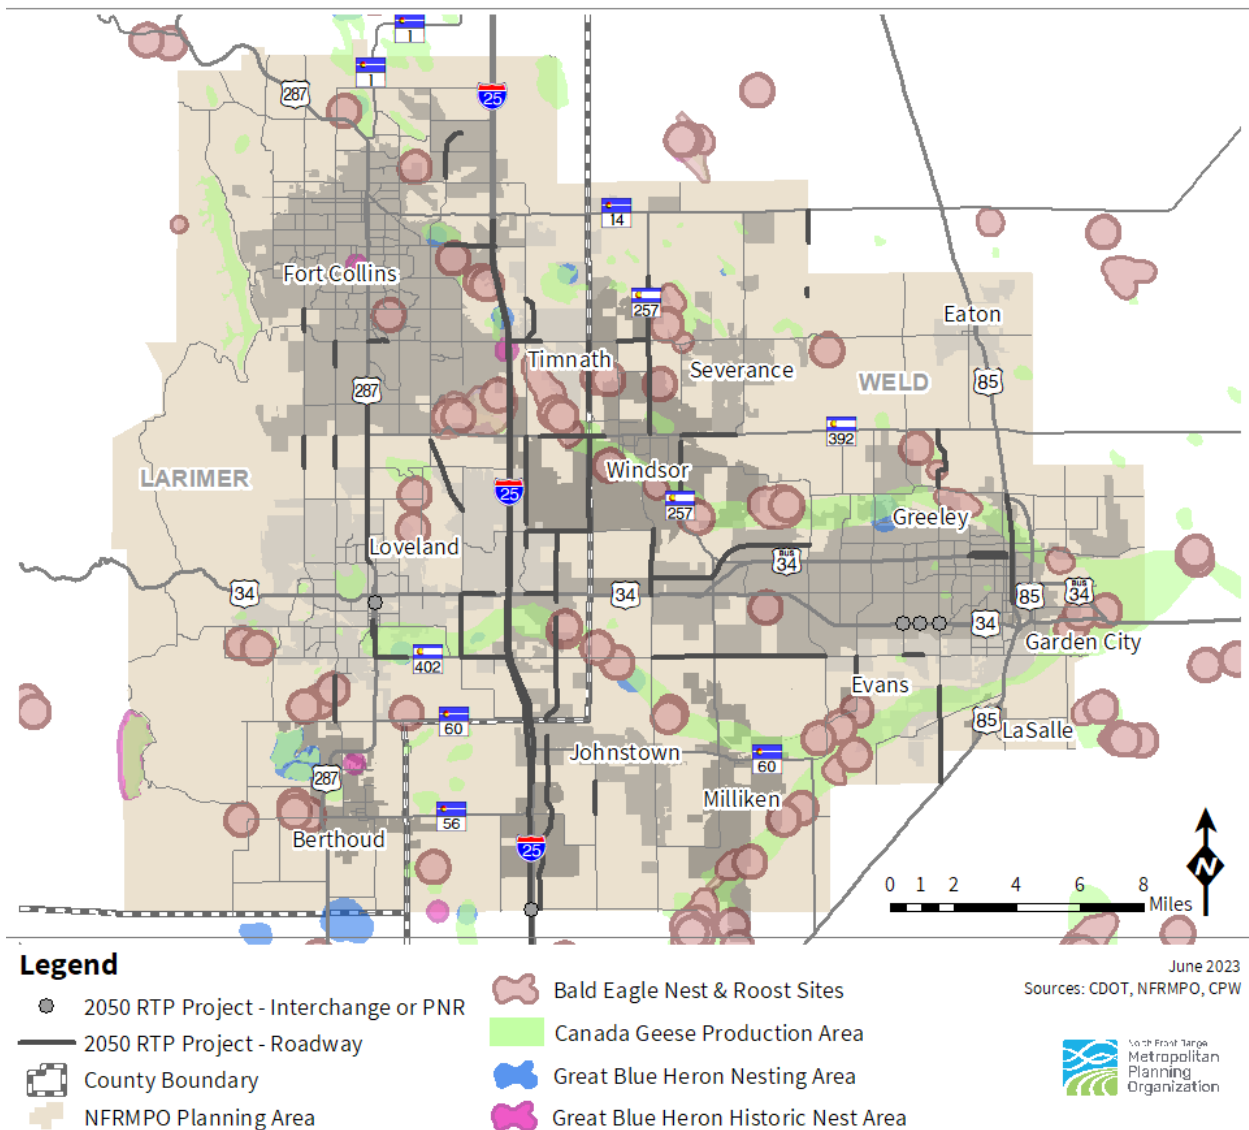 1
1
287
25
14
Fort Collins
257
Eaton
Timnath
Severance
287
WELD
85
392
LARIMER
Windsor
25
257
Greeley
Loveland
BUS
34
34
34
BUS
34
85
34
Garden City
402
Evans
60
85
LaSalle
Johnstown
60
287
Milliken
56
Berthoud
25
N
0 1 2 4 6 8
Miles
Legend
2050 RTP Project - Interchange or PNR
2050 RTP Project - Roadway
County Boundary
NFRMPO Planning Area
Bald Eagle Nest & Roost Sites
Canada Geese Production Area
Great Blue Heron Nesting Area
Great Blue Heron Historic Nest Area
June 2023
Sources: CDOT, NFRMPO, CPW
North Front Range
Metropolitan
Planning
Organization